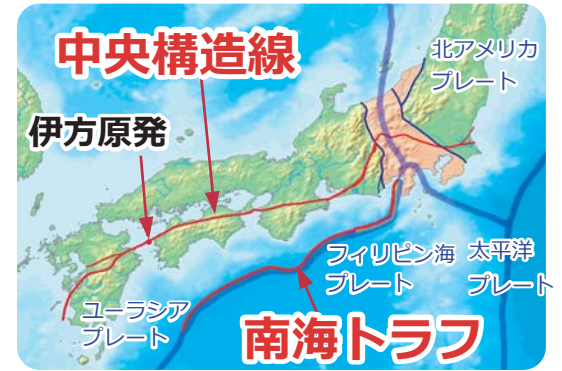 中央構造線
北アメリカ
プレート
伊方原発
フィリピン海
プレート
太平洋
プレート
ユーラシア
プレート
南海トラフ